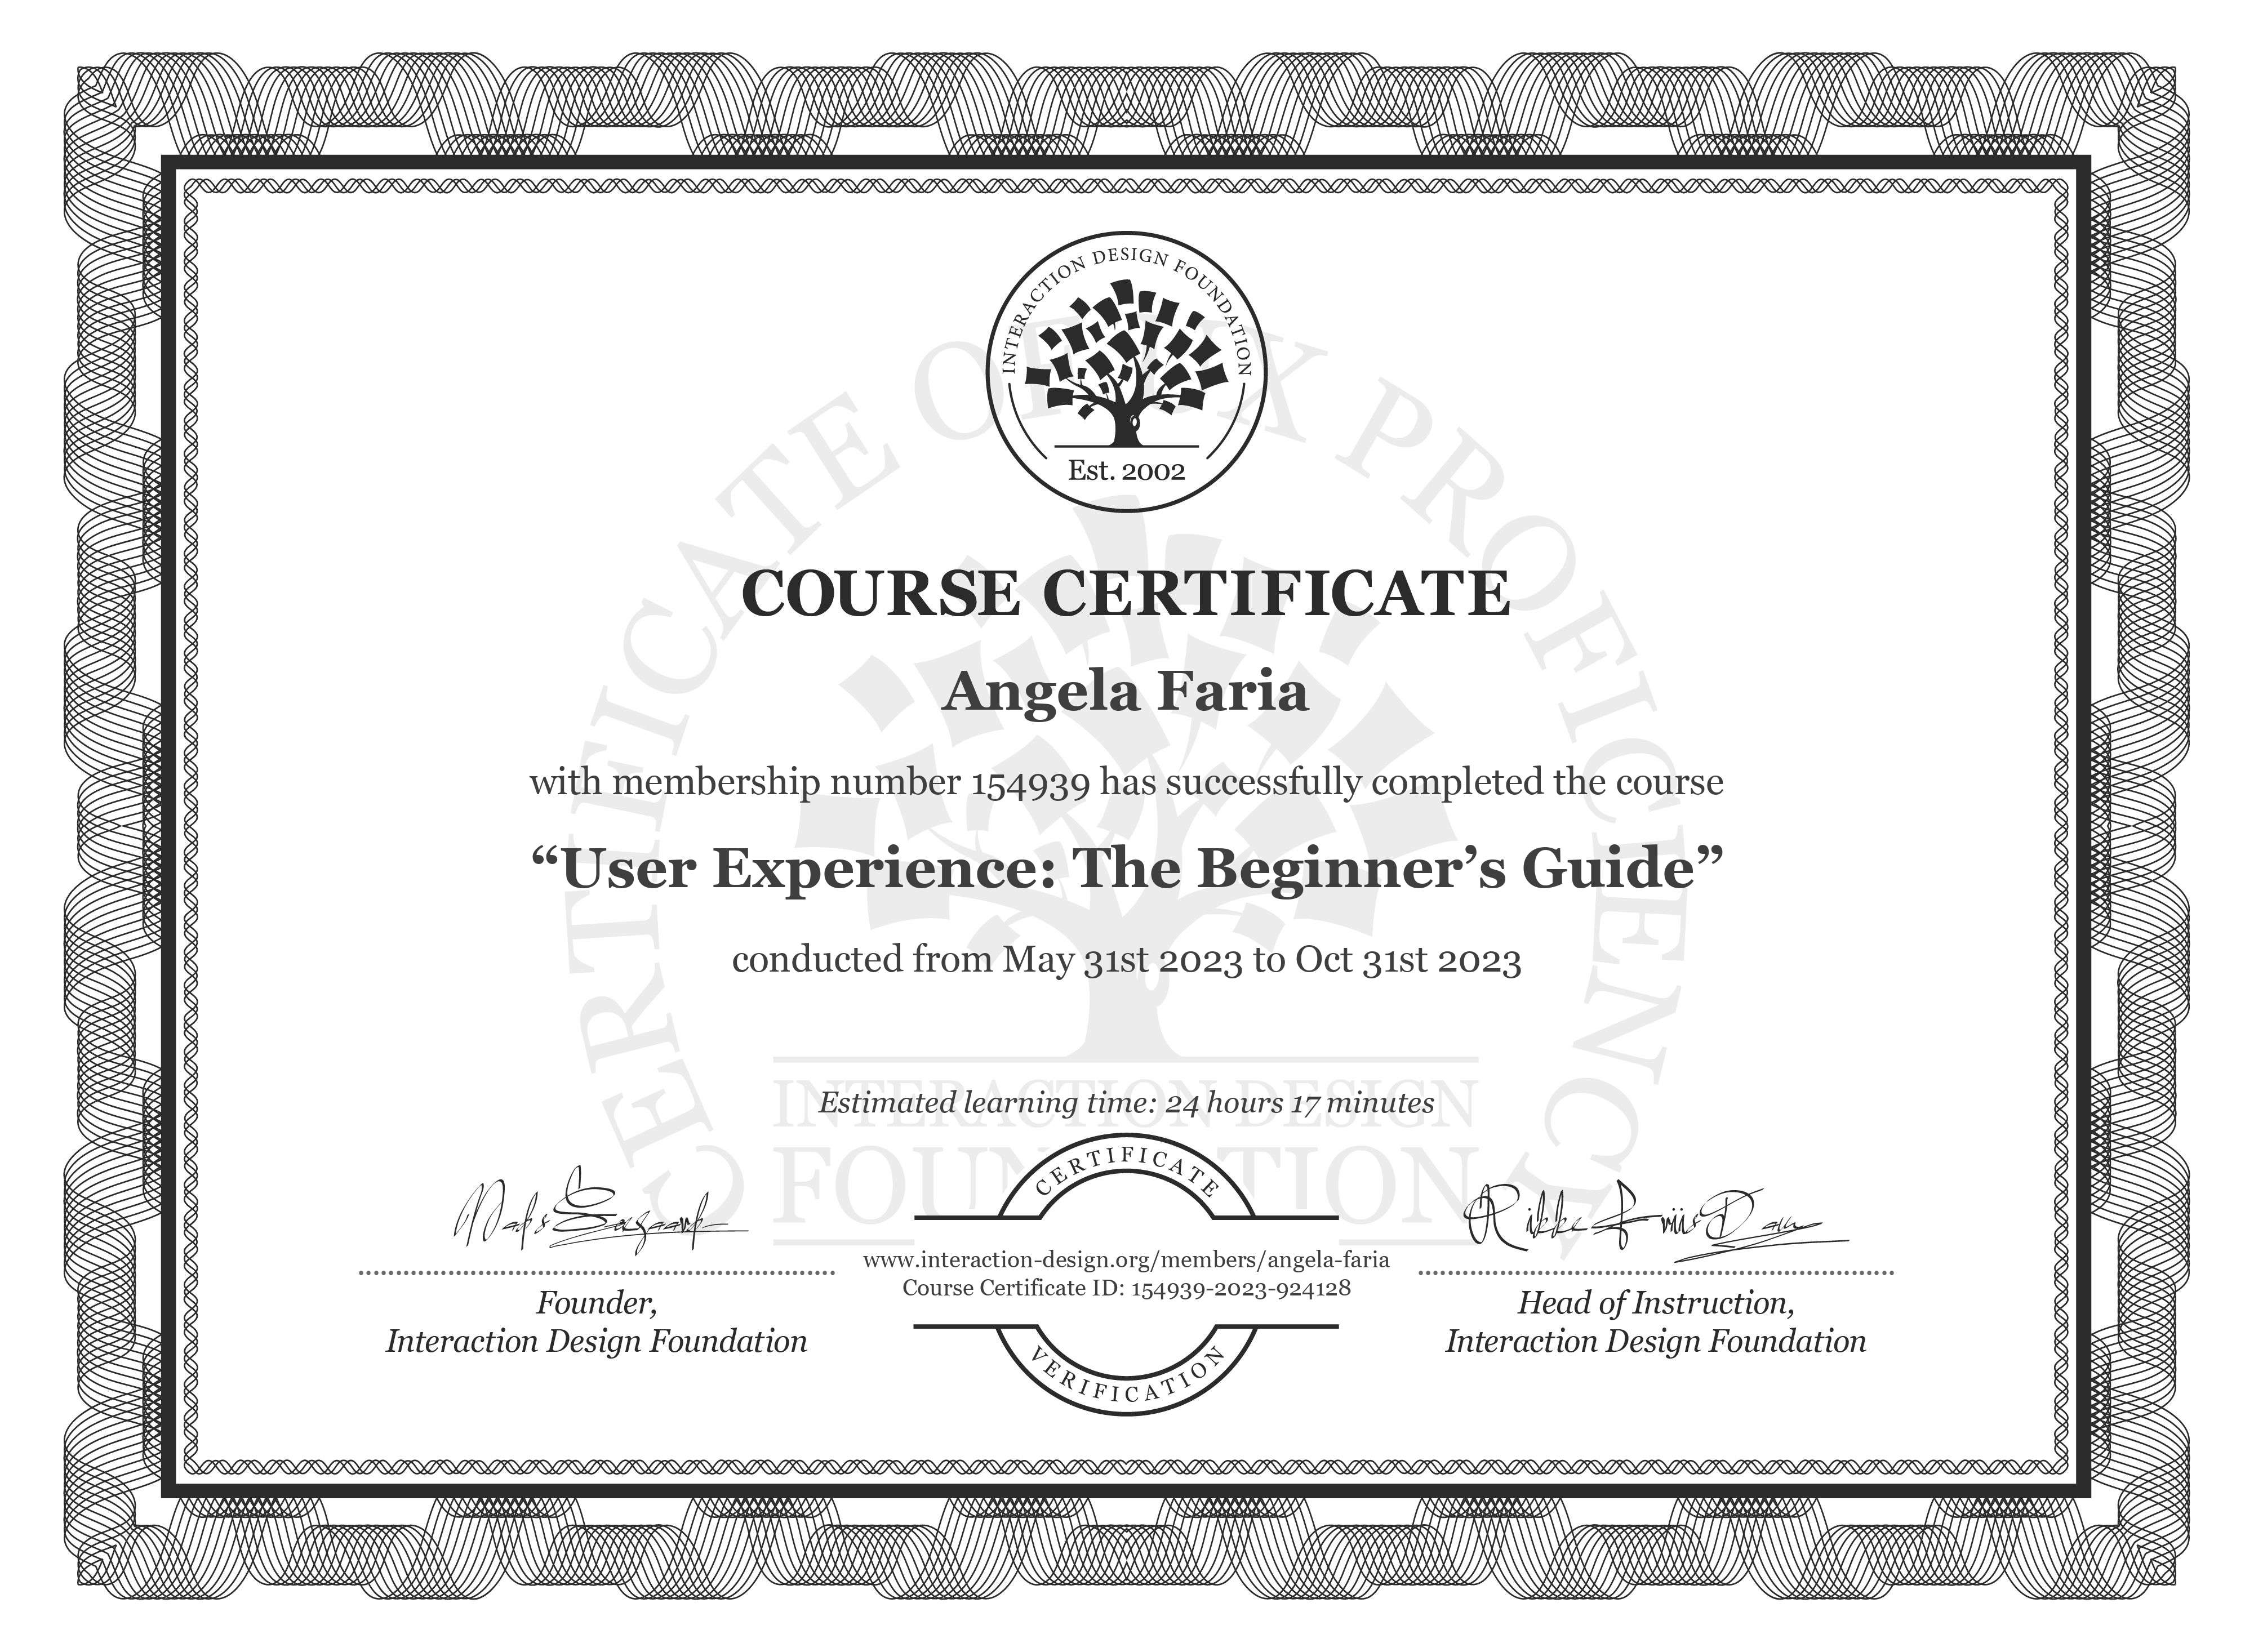 INTERACTION DESIGN FOUNDATION
Est. 2002
CERTIFICATE OF UX PROFICIENCY
COURSE CERTIFICATE
Angela Faria
with membership number 154939 has successfully completed the course
“User Experience: The Beginner’s Guide”
conducted from May 31st 2023 to Oct 31st 2023
INTERACTION DESIGN
FOUNDATION
Estimated learning time: 24 hours 17 minutes
CERTIFICATE
www.interaction-design.org/members/angela-faria
Course Certificate ID: 154939-2023-924128
VERIFICATION
Mads Soegaard
Founder,
Interaction Design Foundation
Rikke Friis Dam
Head of Instruction,
Interaction Design Foundation